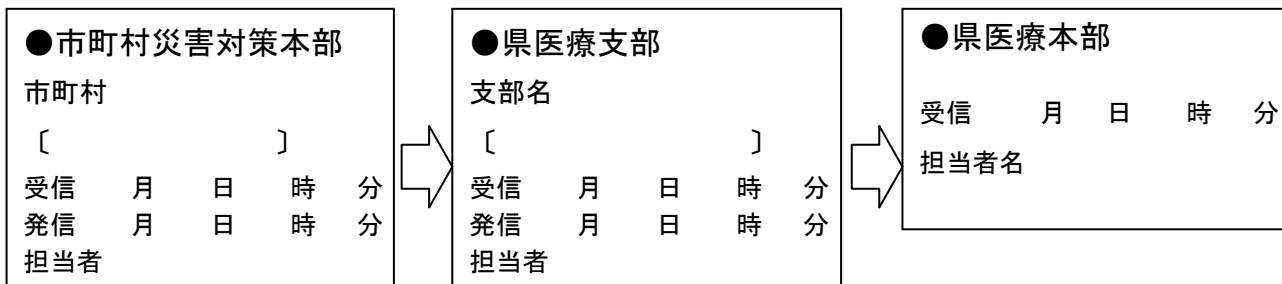 ●市町村災害対策本部
市町村
〔　　　　　　　　〕
受信　　月　　日　　時　　分
発信　　月　　日　　時　　分
担当者
●県医療支部
支部名
〔　　　　　　　　〕
受信　　月　　日　　時　　分
発信　　月　　日　　時　　分
担当者
●県医療本部
受信　　月　　日　　時　　分
担当者名